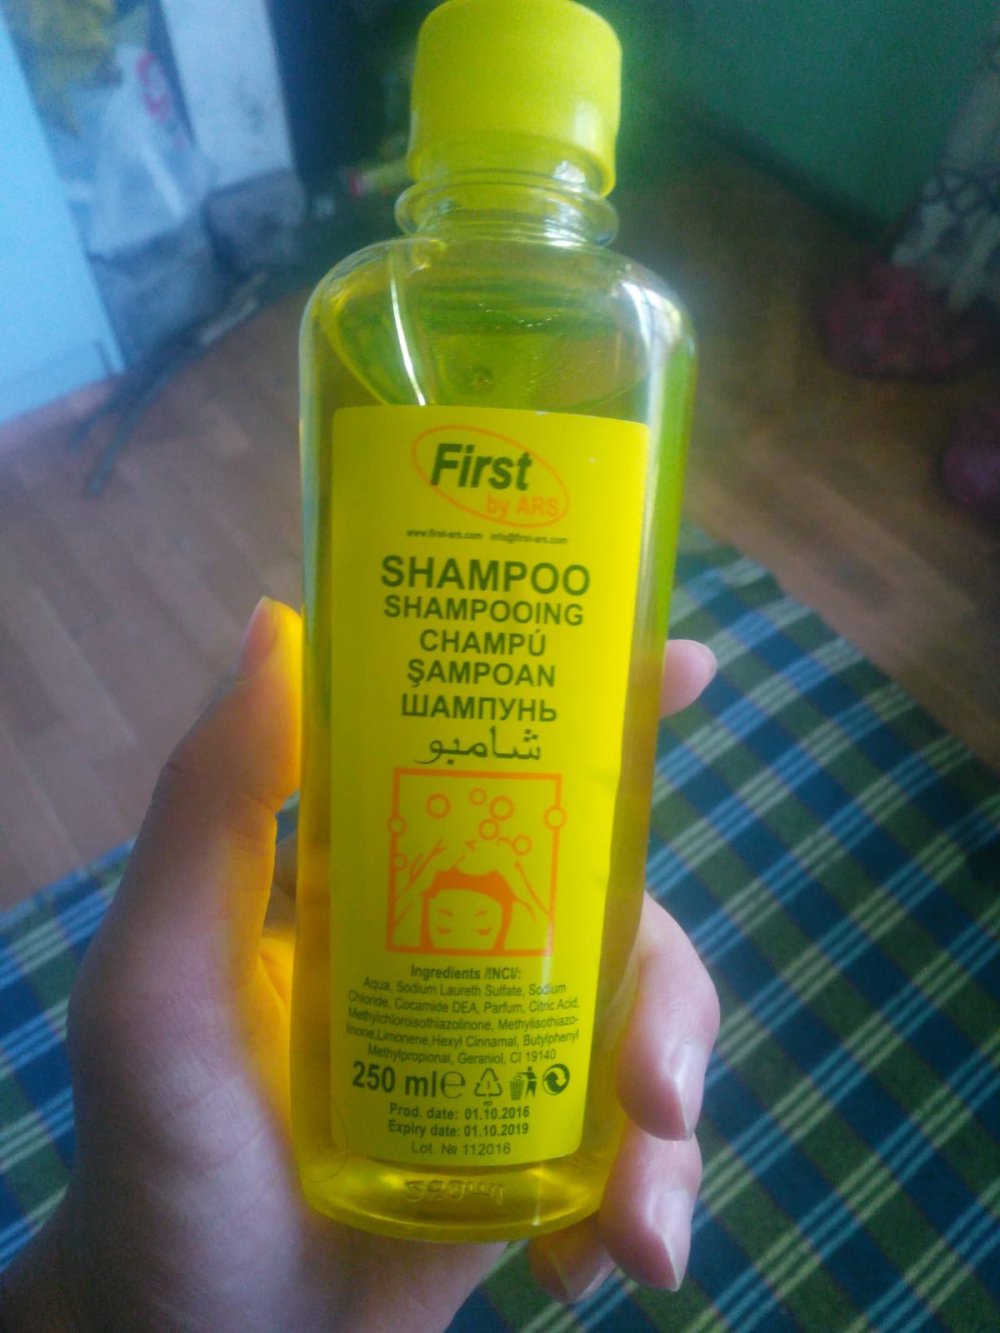 First
by ARS
www.first-ars.com info@first-ars.com
SHAMPOO
SHAMPOOING
CHAMPÚ
ŞAMPOAN
ШАМПУНЬ
شامبو
Ingredients /INCI/:
Aqua, Sodium Laureth Sulfate, Sodium
Chloride, Cocamide DEA, Parfum, Citric Acid,
Methylchloroisothiazolinone, Methylisothiazo-
linone,Limonene,Hexyl Cinnamal, Butylphenyl
Methylpropional, Geraniol, CI 19140
250 ml℮
Prod. date: 01.10.2016
Expiry date: 01.10.2019
Lot. № 112016